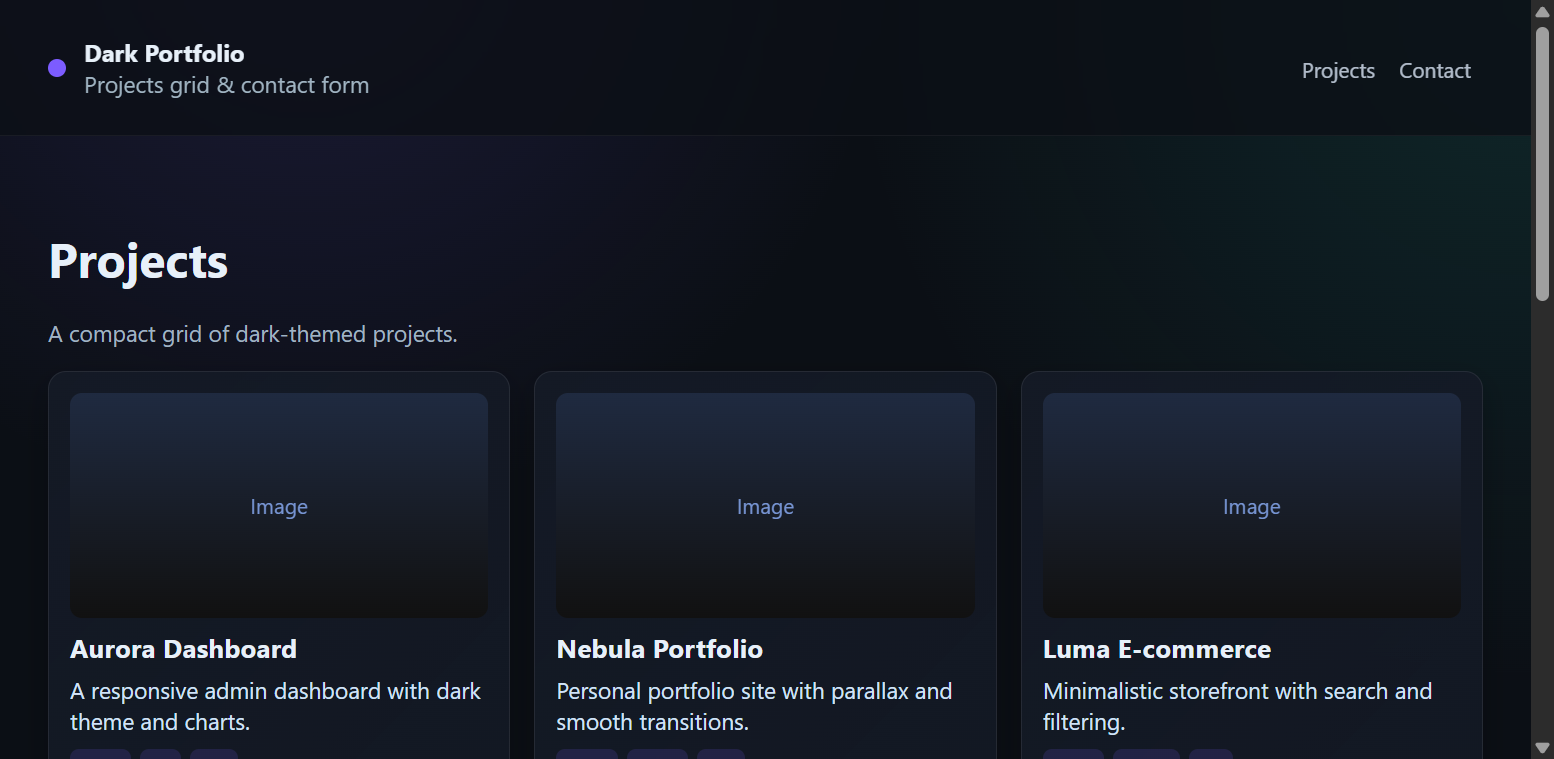 Dark Portfolio
Projects grid & contact form
Projects
Contact
Projects
A compact grid of dark-themed projects.
Image
Image
Image
Aurora Dashboard
A responsive admin dashboard with dark
theme and charts.
Nebula Portfolio
Personal portfolio site with parallax and
smooth transitions.
Luma E-commerce
Minimalistic storefront with search and
filtering.